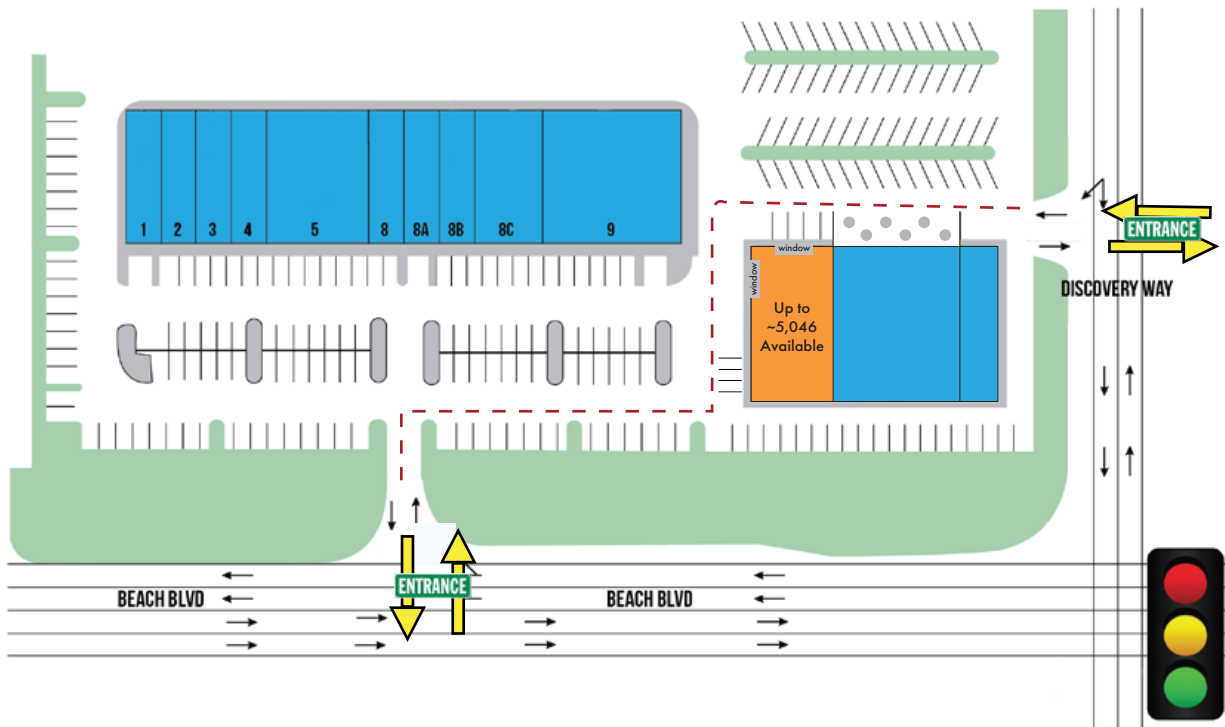 1 2 3 4 5 8 8A 8B 8C 9
window
window
Up to
~5,046
Available
ENTRANCE
DISCOVERY WAY
ENTRANCE
BEACH BLVD
BEACH BLVD